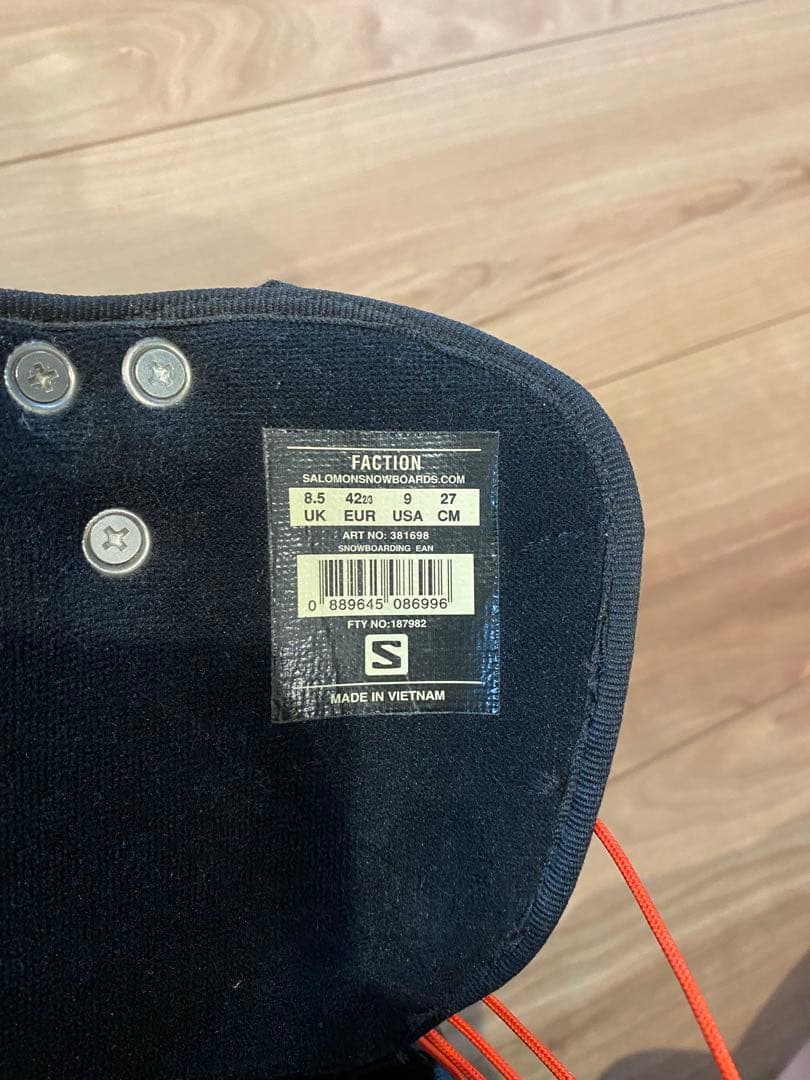 FACTION
SALOMONSNOWBOARDS.COM
8.5 42 2/3 9 27
UK EUR USA CM
ART NO: 381698
SNOWBOARDING EAN
0 889645 086996
FTY NO:187982
S
MADE IN VIETNAM